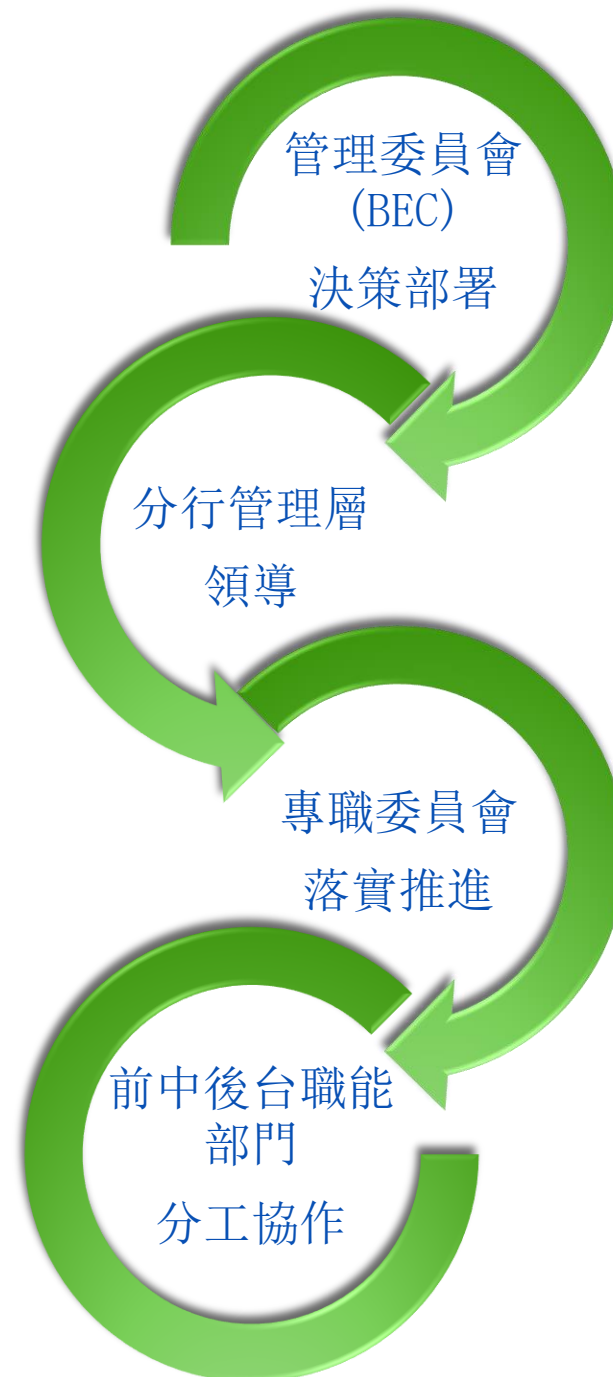 管理委員會
(BEC)
決策部署
分行管理層
領導
專職委員會
落實推進
前中後台職能
部門
分工協作